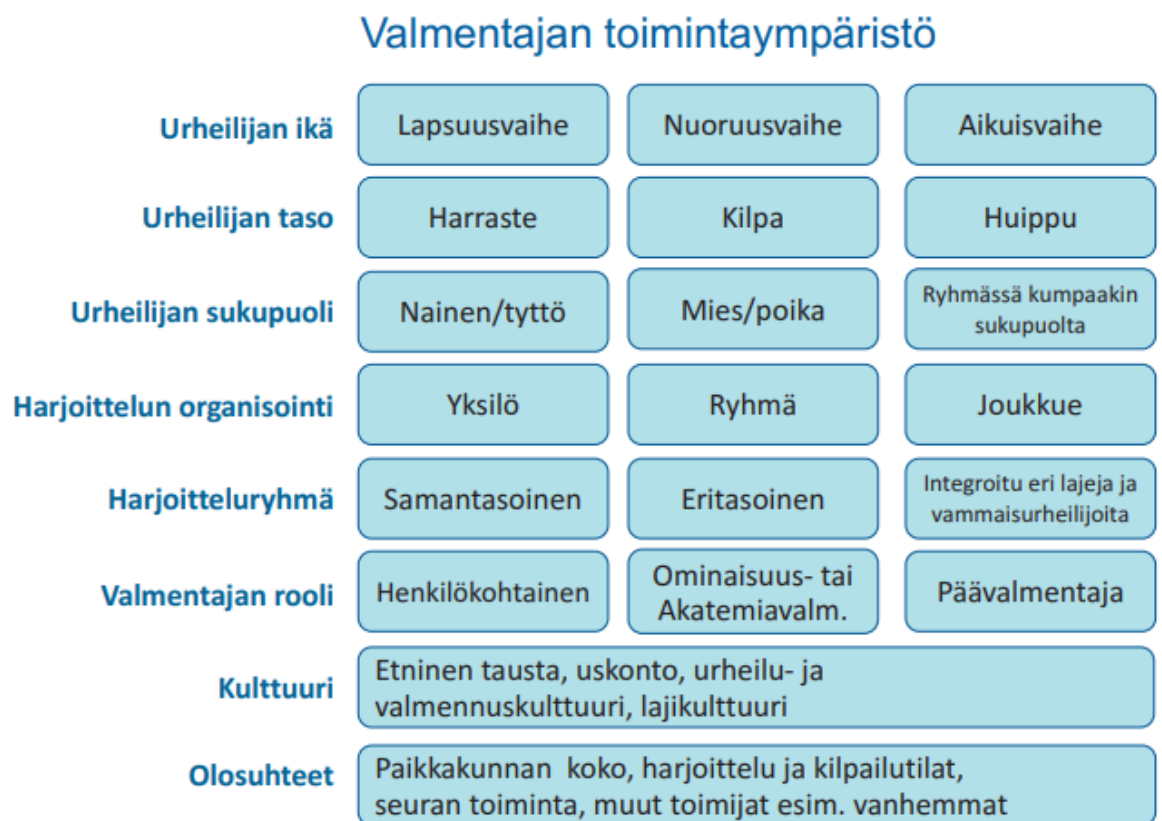 Valmentajan toimintaympäristö
Urheilijan ikä
Lapsuusvaihe
Nuoruusvaihe
Aikuisvaihe
Urheilijan taso
Harraste
Kilpa
Huippu
Urheilijan sukupuoli
Nainen/tyttö
Mies/poika
Ryhmässä kumpaakin
sukupuolta
Harjoittelun organisointi
Yksilö
Ryhmä
Joukkue
Harjoitteluryhmä
Samantasoinen
Eritasoinen
Integroitu eri lajeja ja
vammaisurheilijoita
Valmentajan rooli
Henkilökohtainen
Ominaisuus- tai
Akatemiavalm.
Päävalmentaja
Kulttuuri
Etninen tausta, uskonto, urheilu- ja
valmennuskulttuuri, lajikulttuuri
Olosuhteet
Paikkakunnan koko, harjoittelu ja kilpailutilat,
seuran toiminta, muut toimijat esim. vanhemmat